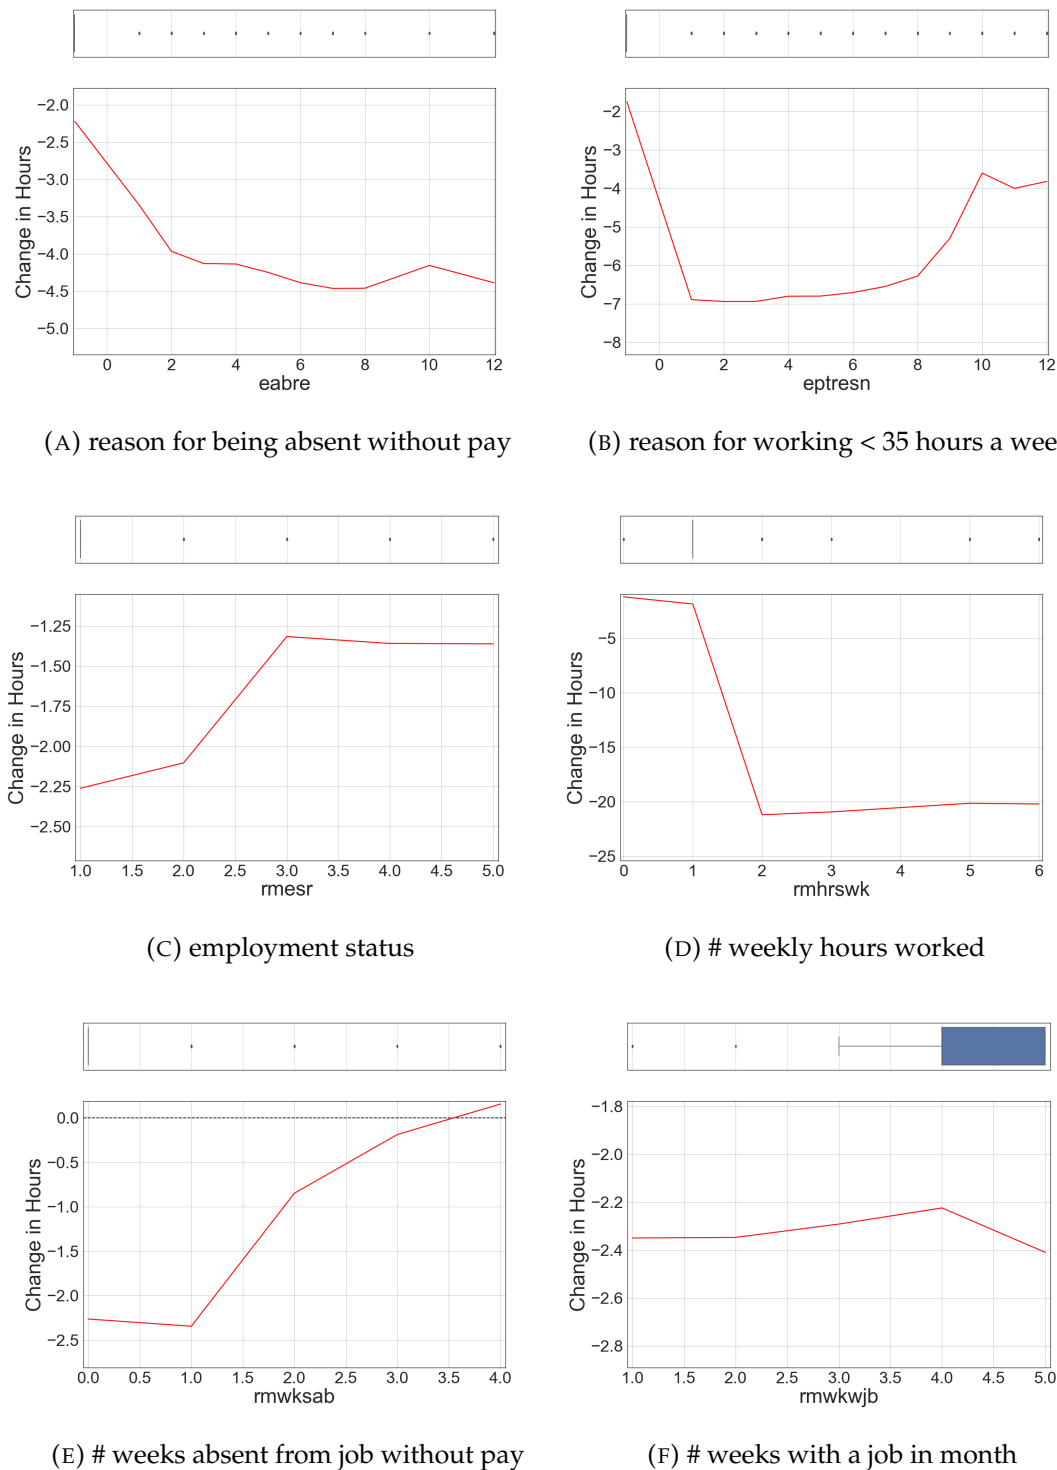 −2.0
−2.5
−3.0
−3.5
−4.0
−4.5
−5.0
Change in Hours
0 2 4 6 8 10 12
eabre
(A) reason for being absent without pay
−2
−3
−4
−5
−6
−7
−8
Change in Hours
0 2 4 6 8 10 12
eptresn
(B) reason for working < 35 hours a wee
−1.25
−1.50
−1.75
−2.00
−2.25
−2.50
Change in Hours
1.0 1.5 2.0 2.5 3.0 3.5 4.0 4.5 5.0
rmesr
(C) employment status
−5
−10
−15
−20
−25
Change in Hours
0 1 2 3 4 5 6
rmhrswk
(D) # weekly hours worked
0.0
−0.5
−1.0
−1.5
−2.0
−2.5
Change in Hours
0.0 0.5 1.0 1.5 2.0 2.5 3.0 3.5 4.0
rmwksab
(E) # weeks absent from job without pay
−1.8
−2.0
−2.2
−2.4
−2.6
−2.8
Change in Hours
1.0 1.5 2.0 2.5 3.0 3.5 4.0 4.5 5.0
rmwkwjb
(F) # weeks with a job in month